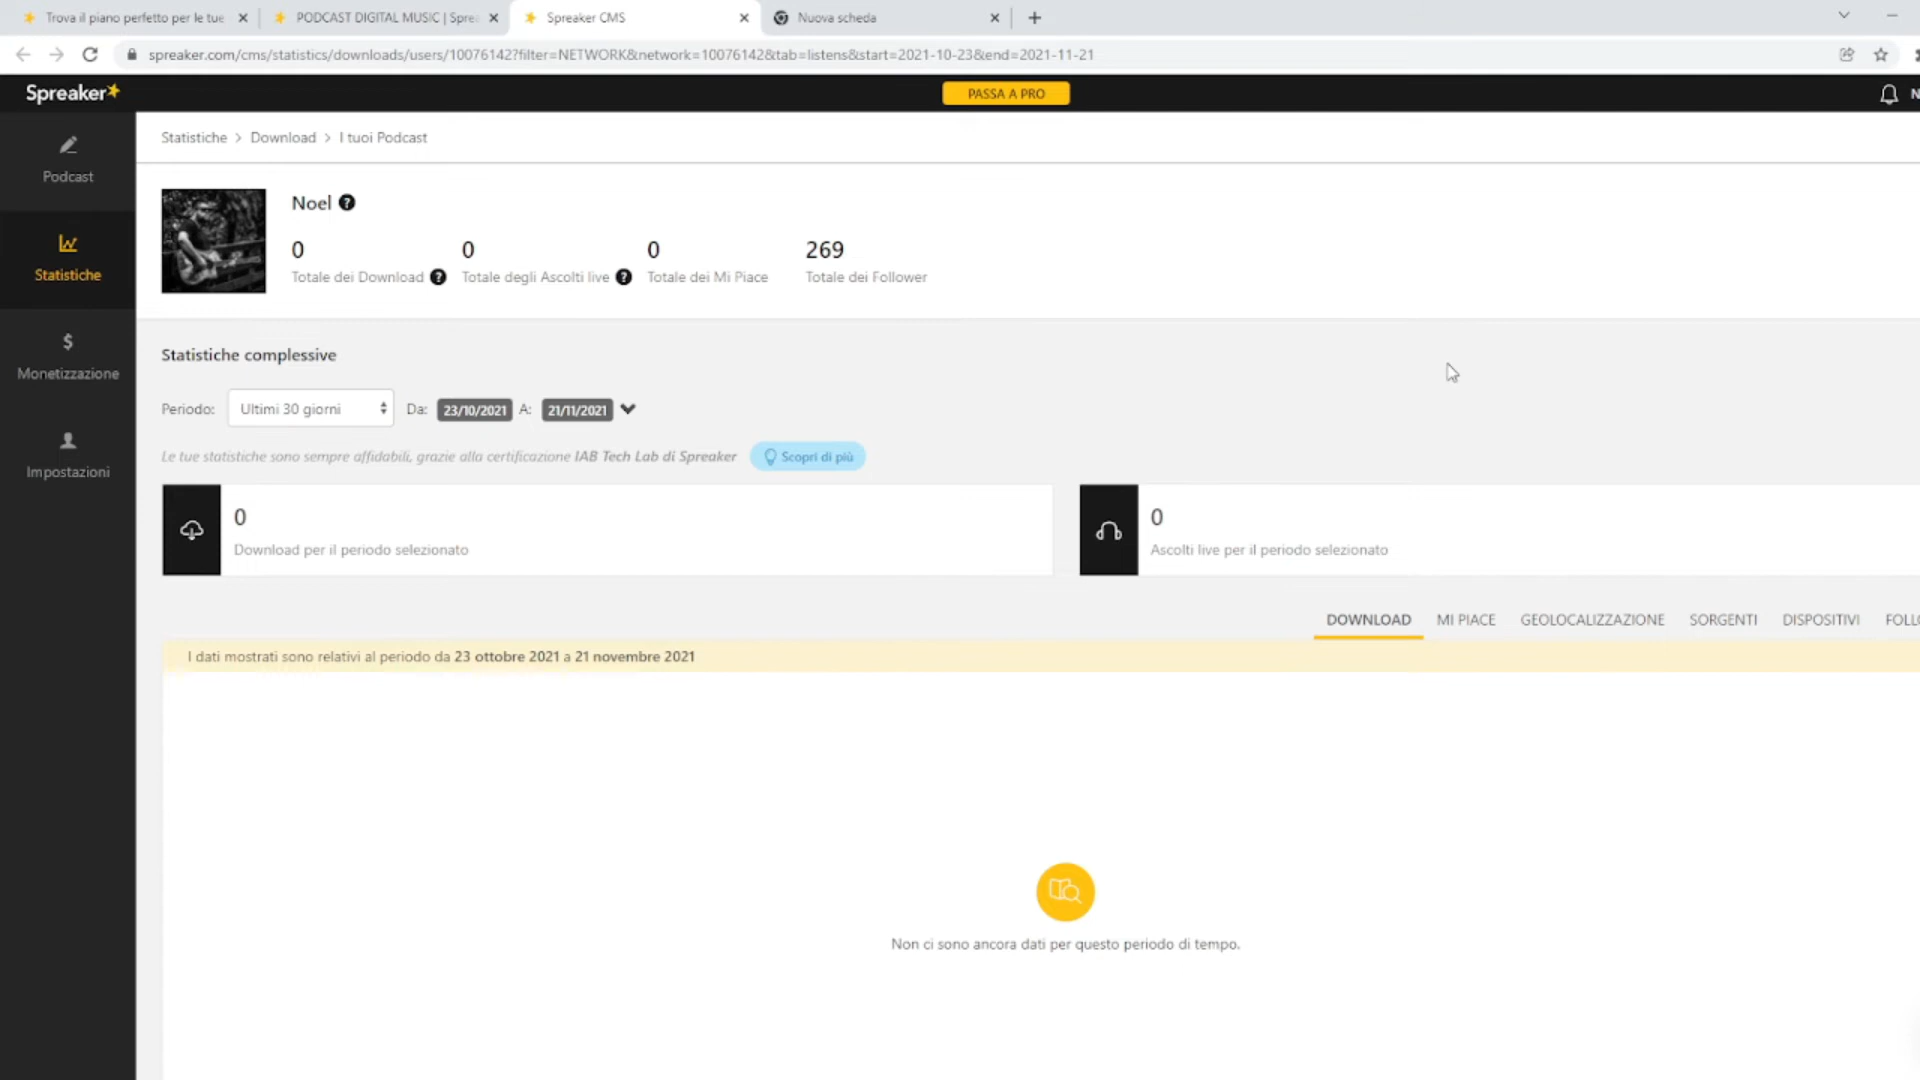 Trova il piano perfetto per le tue
PODCAST DIGITAL MUSIC | Sprea
Spreaker CMS
Nuova scheda
spreaker.com/cms/statistics/downloads/users/10076142?filter=NETWORK&network=10076142&tab=listens&start=2021-10-23&end=2021-11-21
Spreaker
PASSA A PRO
N
Podcast
Statistiche
Monetizzazione
Impostazioni
Statistiche > Download > I tuoi Podcast
Noel ?
0 0 0 269
Totale dei Download ? Totale degli Ascolti live ? Totale dei Mi Piace Totale dei Follower
Statistiche complessive
Periodo: Ultimi 30 giorni Da: 23/10/2021 A: 21/11/2021
Le tue statistiche sono sempre affidabili, grazie alla certificazione IAB Tech Lab di Spreaker Scopri di più
0
Download per il periodo selezionato
0
Ascolti live per il periodo selezionato
DOWNLOAD MI PIACE GEOLOCALIZZAZIONE SORGENTI DISPOSITIVI FOLLO
I dati mostrati sono relativi al periodo da 23 ottobre 2021 a 21 novembre 2021
Non ci sono ancora dati per questo periodo di tempo.